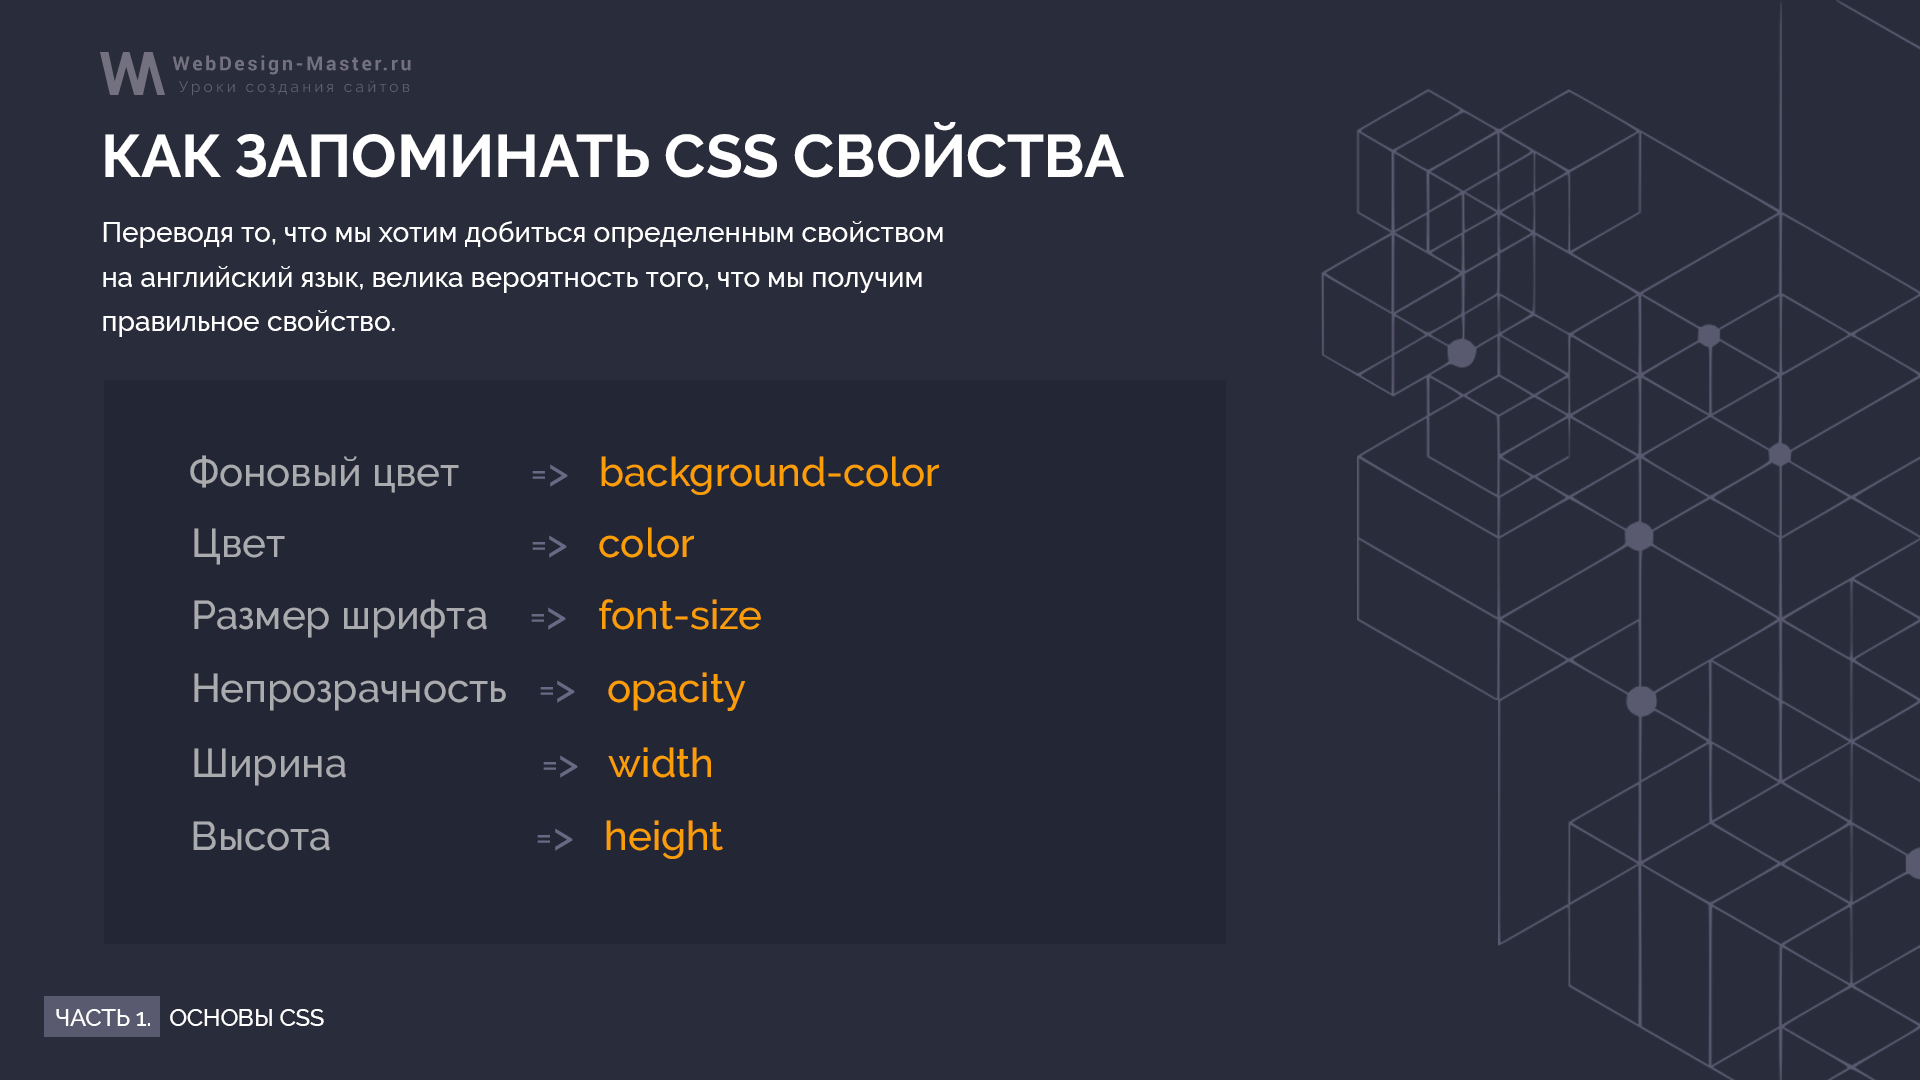 WebDesign-Master.ru
Уроки создания сайтов
КАК ЗАПОМИНАТЬ CSS СВОЙСТВА
Переводя то, что мы хотим добиться определенным свойством
на английский язык, велика вероятность того, что мы получим
правильное свойство.
Фоновый цвет => background-color
Цвет => color
Размер шрифта => font-size
Непрозрачность => opacity
Ширина => width
Высота => height
ЧАСТЬ 1. ОСНОВЫ CSS